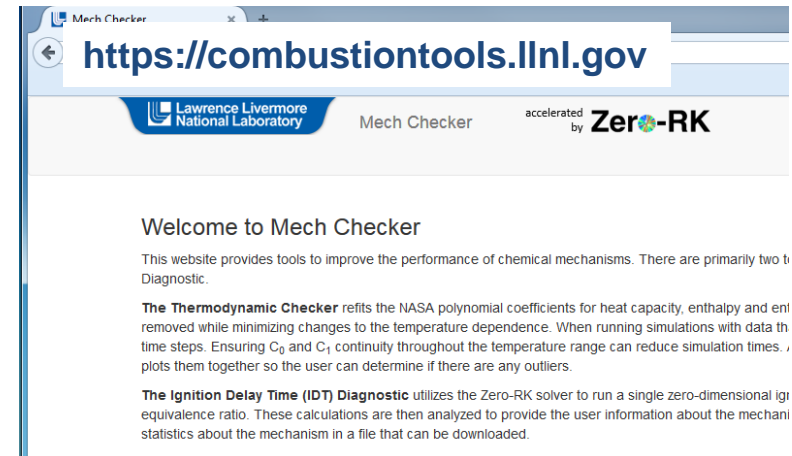 Mech Checker
https://combustiontools.llnl.gov
Lawrence Livermore
National Laboratory
Mech Checker
accelerated
by Zero-RK
Welcome to Mech Checker
This website provides tools to improve the performance of chemical mechanisms. There are primarily two
Diagnostic.
The Thermodynamic Checker refits the NASA polynomial coefficients for heat capacity, enthalpy and
removed while minimizing changes to the temperature dependence. When running simulations with data
time steps. Ensuring C0 and C1 continuity throughout the temperature range can reduce simulation times.
plots them together so the user can determine if there are any outliers.
The Ignition Delay Time (IDT) Diagnostic utilizes the Zero-RK solver to run a single zero-dimensional
equivalence ratio. These calculations are then analyzed to provide the user information about the
statistics about the mechanism in a file that can be downloaded.